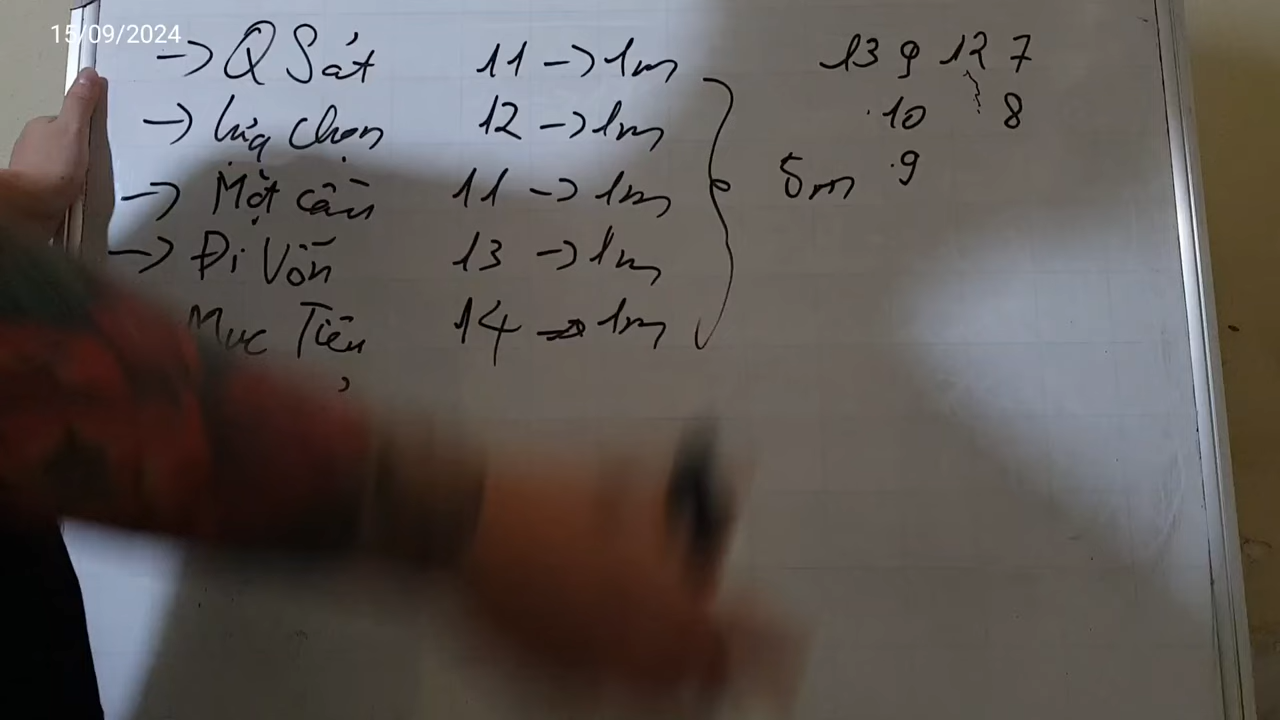 15/09/2024
→ Q Sát 11 → 1m
→ lựa chọn 12 → 1m
→ Một cần 11 → 1m
→ Đi Vốn 13 → 1m
Mục Tiêu 14 → 1m
5m
13 9 12 7
10 8
9